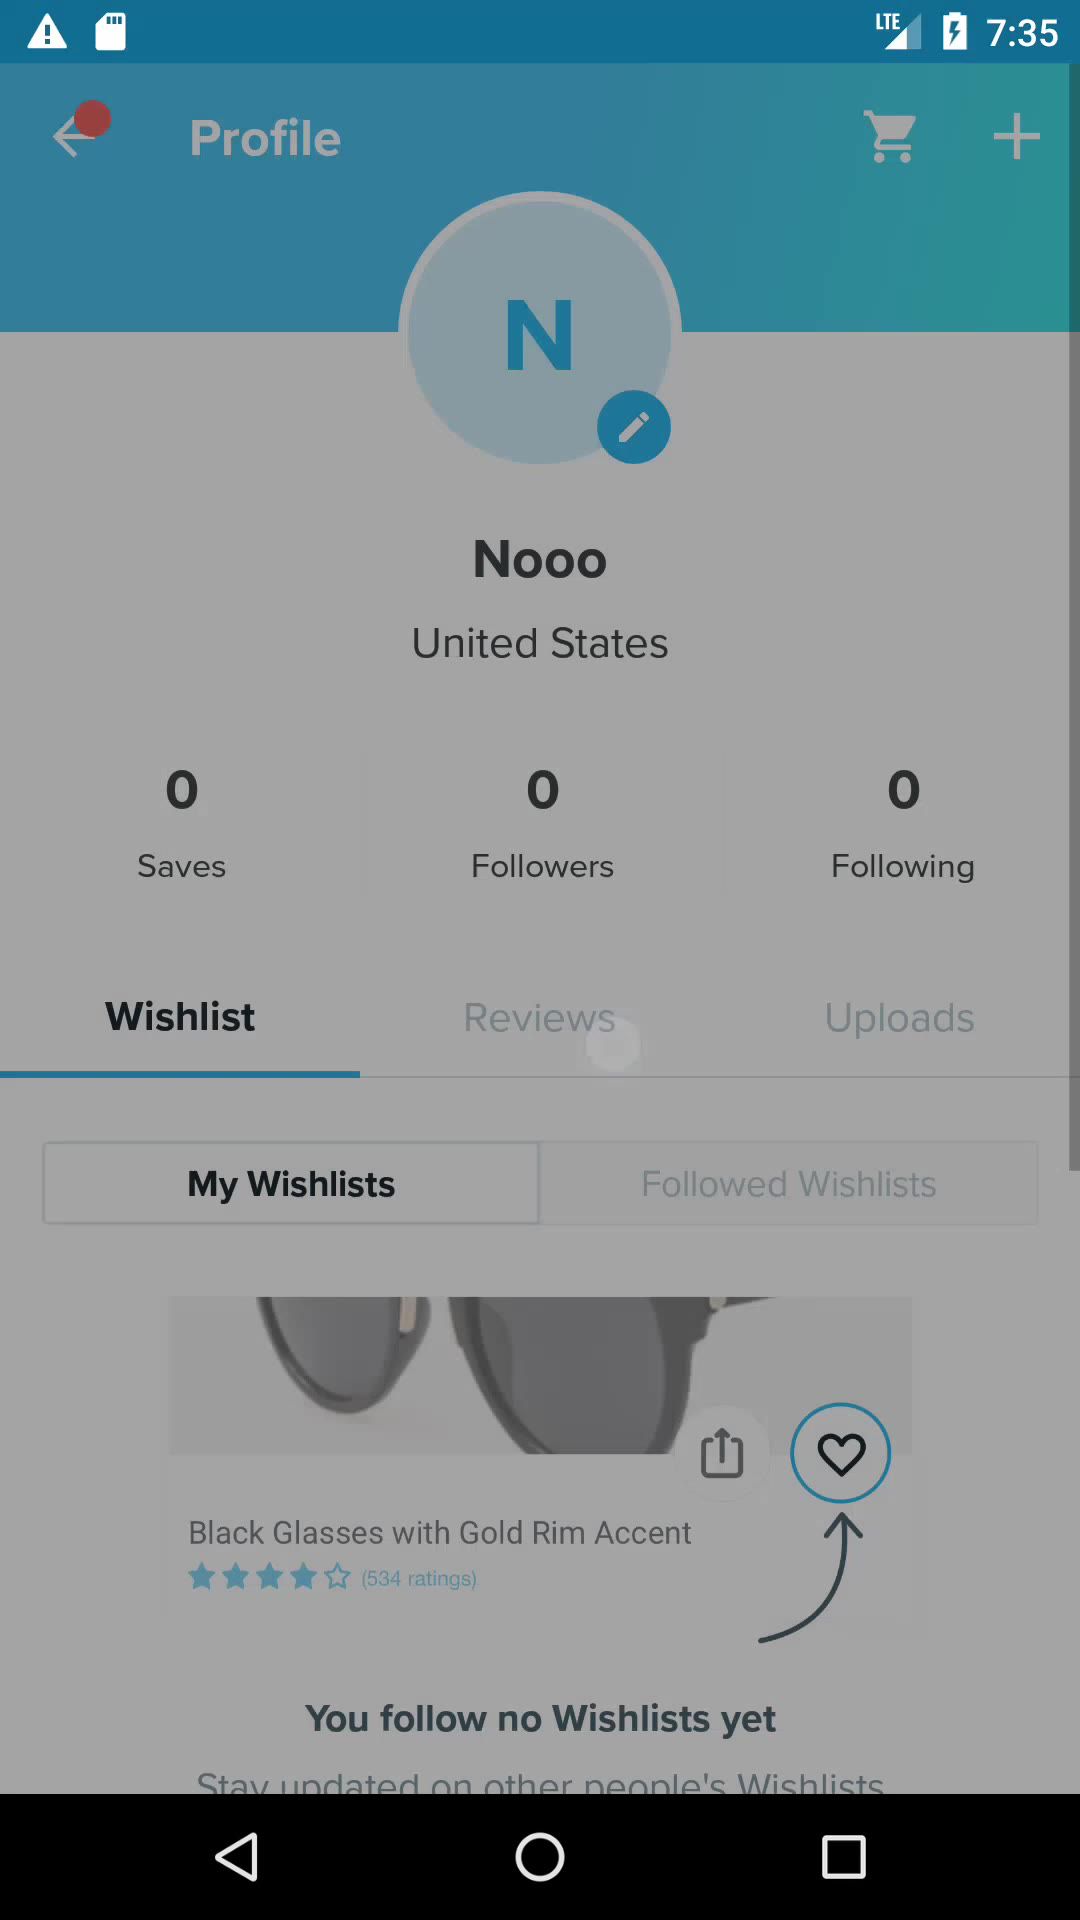 LTE 7:35
Profile
N
Nooo
United States
0 0 0
Saves Followers Following
Wishlist Reviews Uploads
My Wishlists Followed Wishlists
Black Glasses with Gold Rim Accent
(534 ratings)
You follow no Wishlists yet
Stay updated on other people's Wishlists